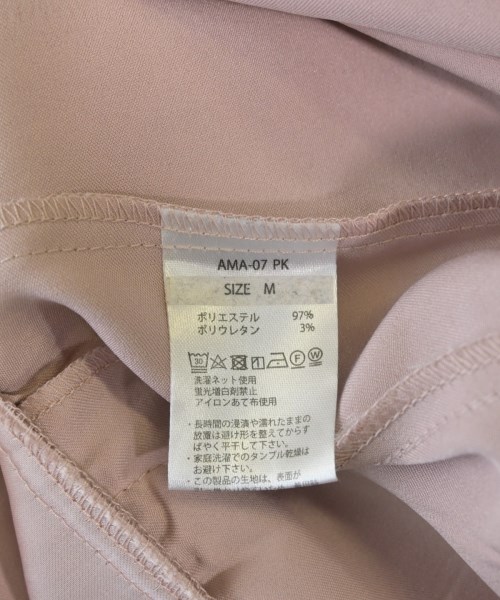 AMA-07 PK
SIZE M
ポリエステル 97%
ポリウレタン 3%
30 F W
洗濯ネット使用
蛍光増白剤禁止
アイロンあて布使用
・長時間の浸漬や濡れたままの
放置は避け形を整えてからす
ばやく平干して下さい。
・家庭洗濯でのタンブル乾燥は
お避け下さい。
・この製品の生地は、表面が